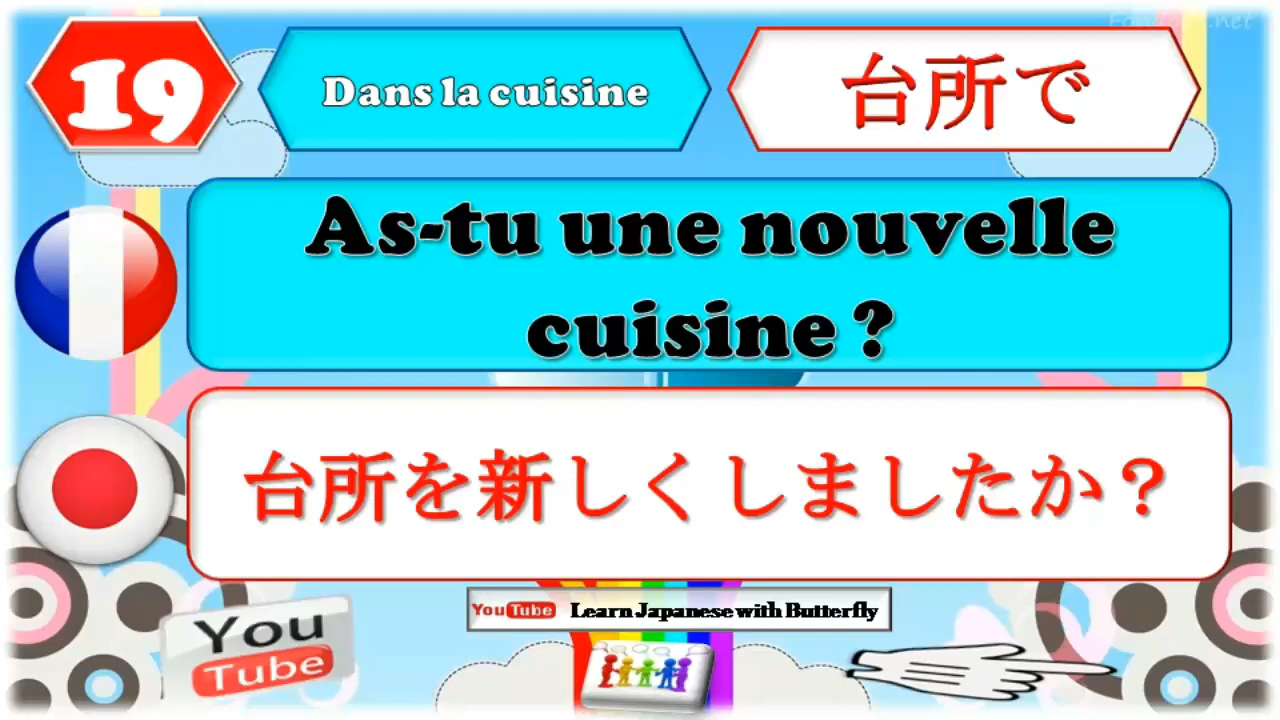 19
Dans la cuisine
台所で
As-tu une nouvelle
cuisine ?
台所を新しくしましたか？
YouTube Learn Japanese with Butterfly
You
Tube